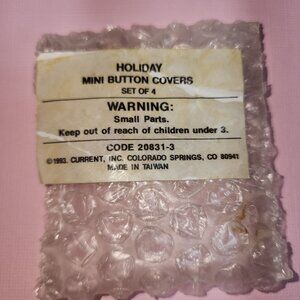 HOLIDAY
MINI BUTTON COVERS
SET OF 4
WARNING:
Small Parts.
Keep out of reach of children under 3.
CODE 20831-3
©1993. CURRENT, INC. COLORADO SPRINGS, CO 80941
MADE IN TAIWAN